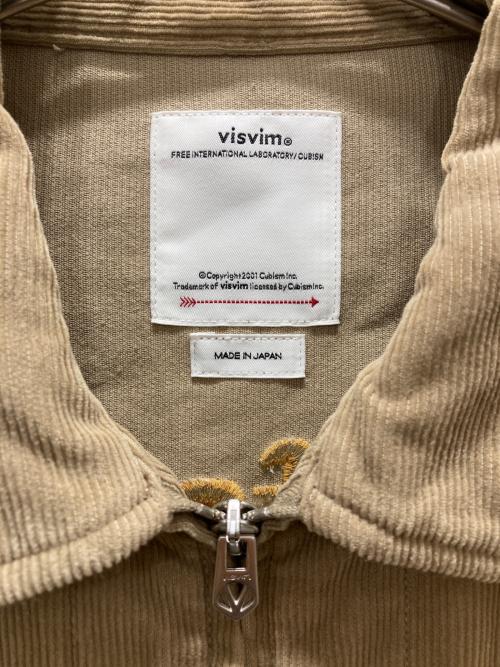 visvim®
FREE INTERNATIONAL LABORATORY/CUBISM
©Copyright2001 Cubism Inc.
Trademark of visvim licensed by Cubism Inc.
MADE IN JAPAN